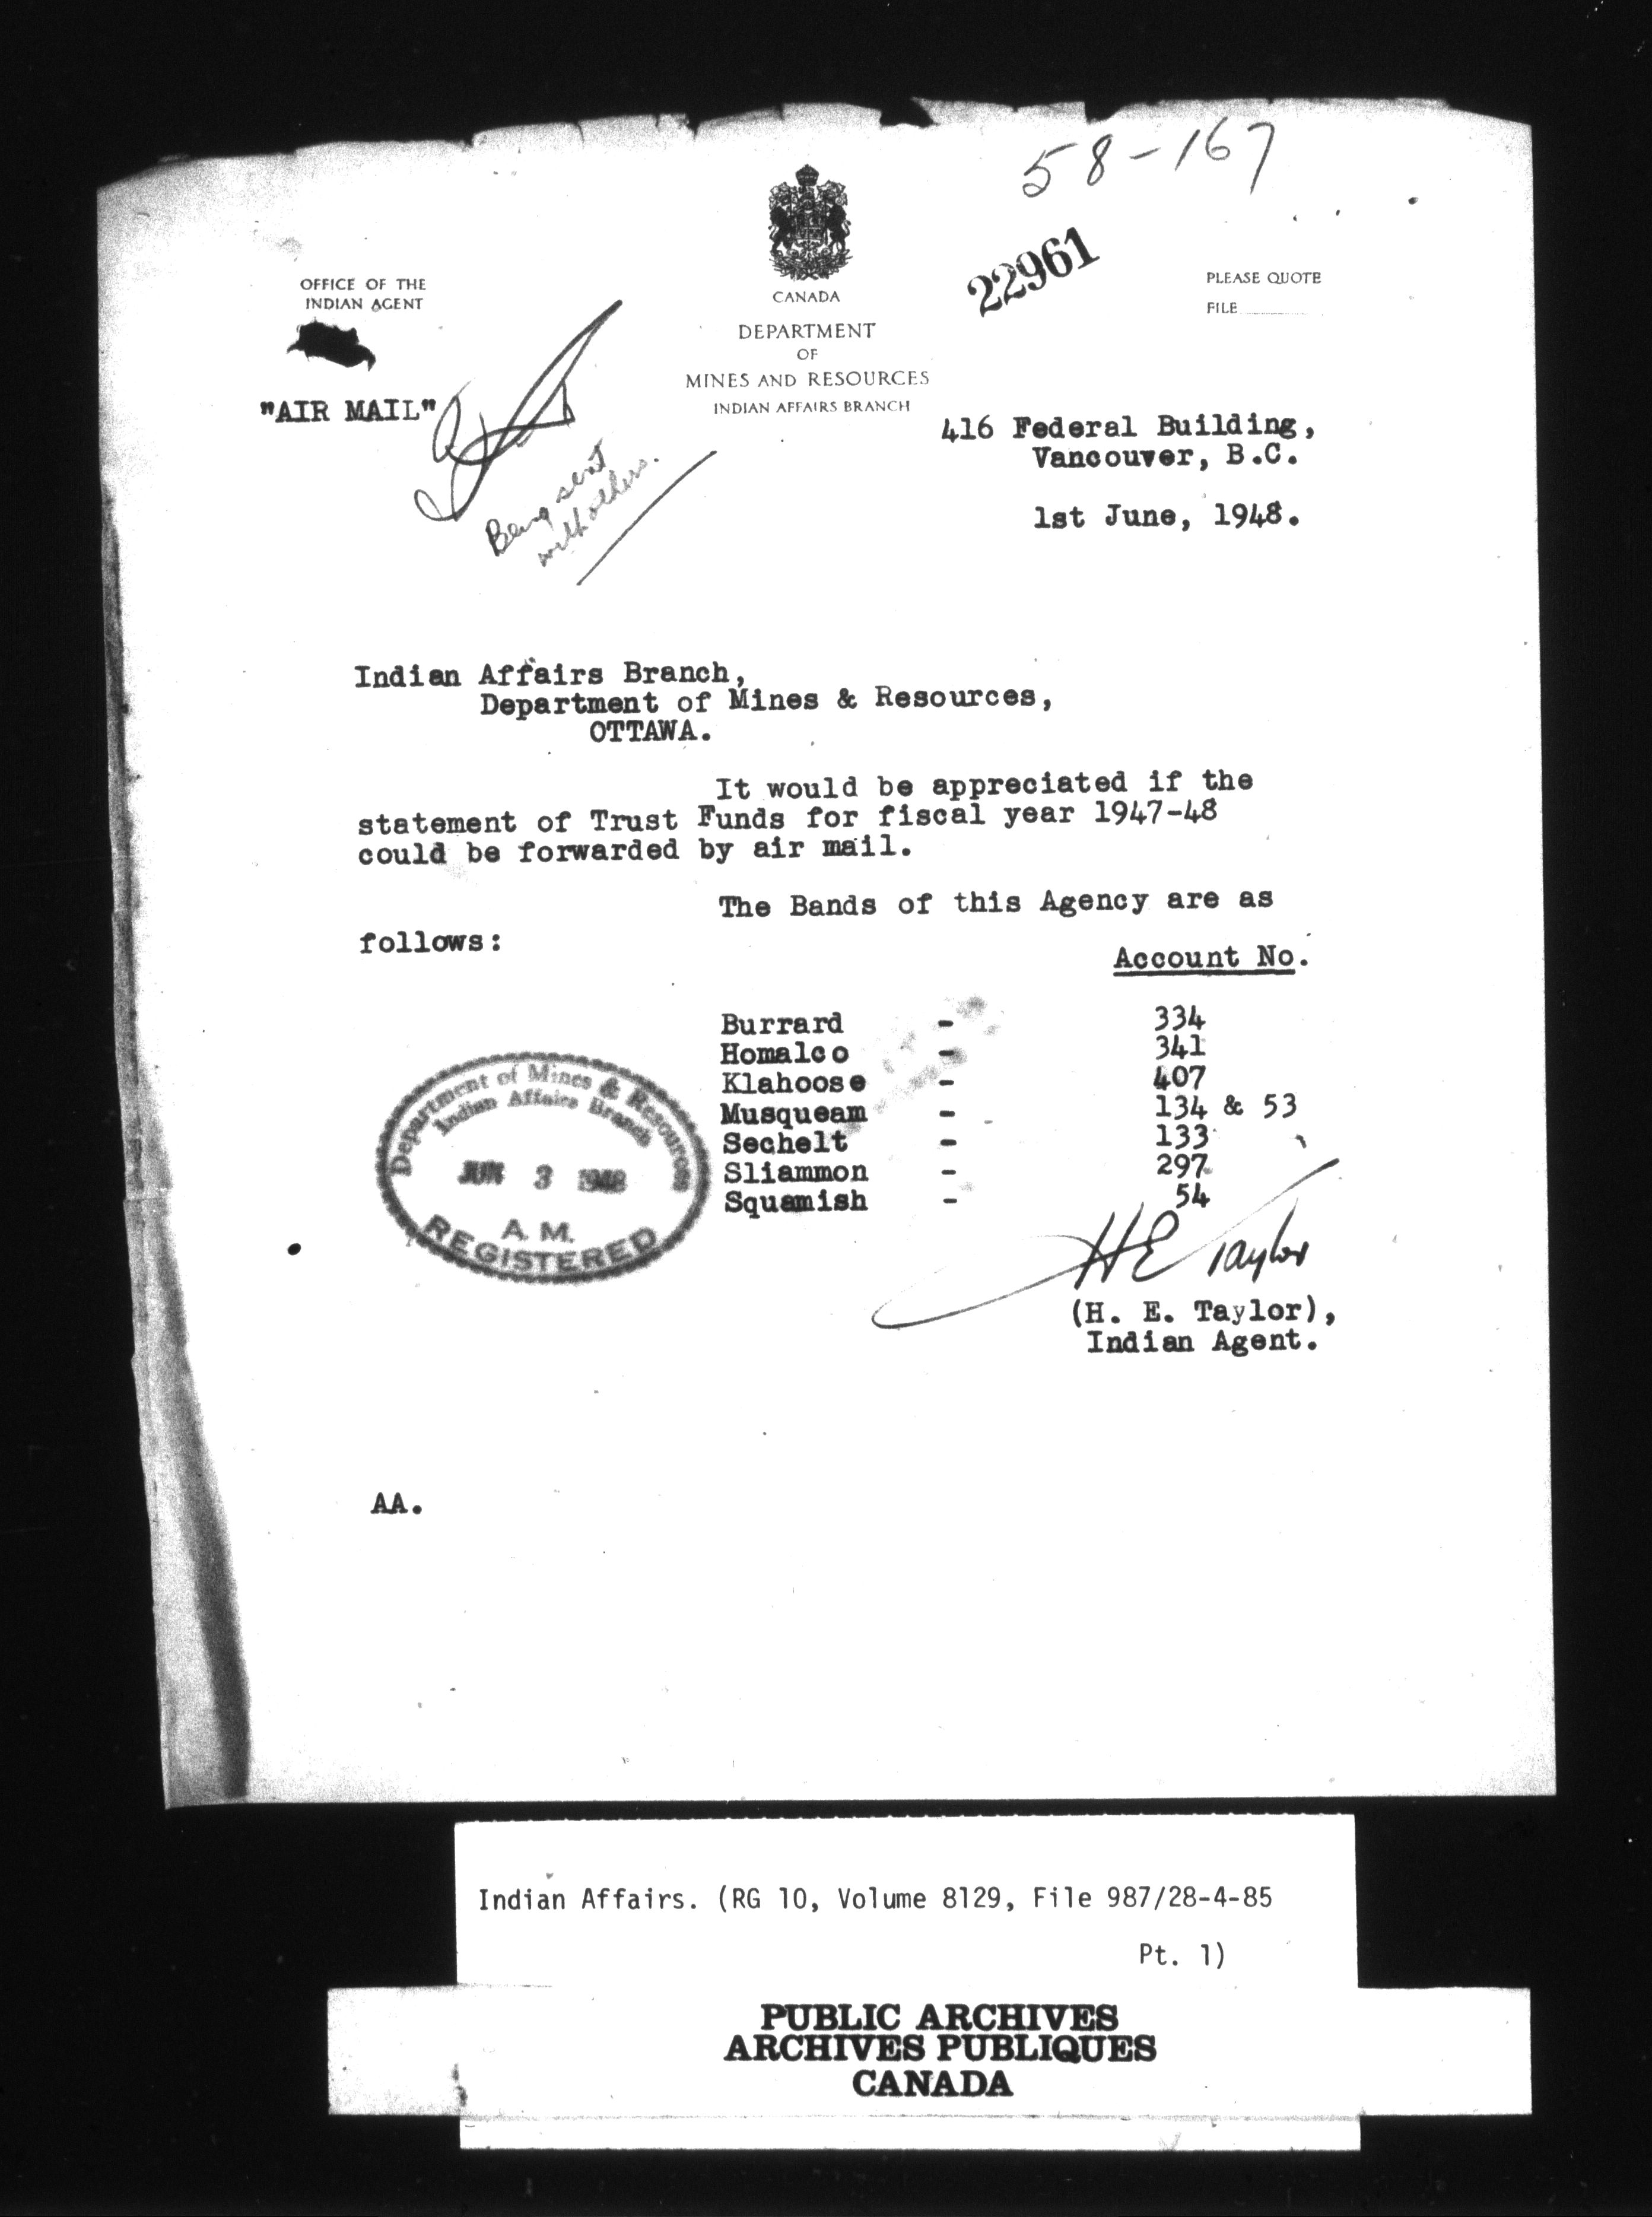 58-167
22961
OFFICE OF THE
INDIAN AGENT
CANADA
DEPARTMENT
OF
MINES AND RESOURCES
INDIAN AFFAIRS BRANCH
PLEASE QUOTE
FILE
"AIR MAIL"
Being sent
with others.
416 Federal Building,
Vancouver, B.C.
1st June, 1948.
Indian Affairs Branch,
Department of Mines & Resources,
OTTAWA.
It would be appreciated if the
statement of Trust Funds for fiscal year 1947-48
could be forwarded by air mail.
The Bands of this Agency are as
follows:
Account No.
Burrard - 334
Homalco - 341
Klahoose - 407
Musqueam - 134 & 53
Sechelt - 133
Sliammon - 297
Squamish - 54
Department of Mines & Resources
Indian Affairs Branch
JUN 3 1948
A. M.
REGISTERED
H E Taylor
(H. E. Taylor),
Indian Agent.
AA.
Indian Affairs. (RG 10, Volume 8129, File 987/28-4-85
Pt. 1)
PUBLIC ARCHIVES
ARCHIVES PUBLIQUES
CANADA